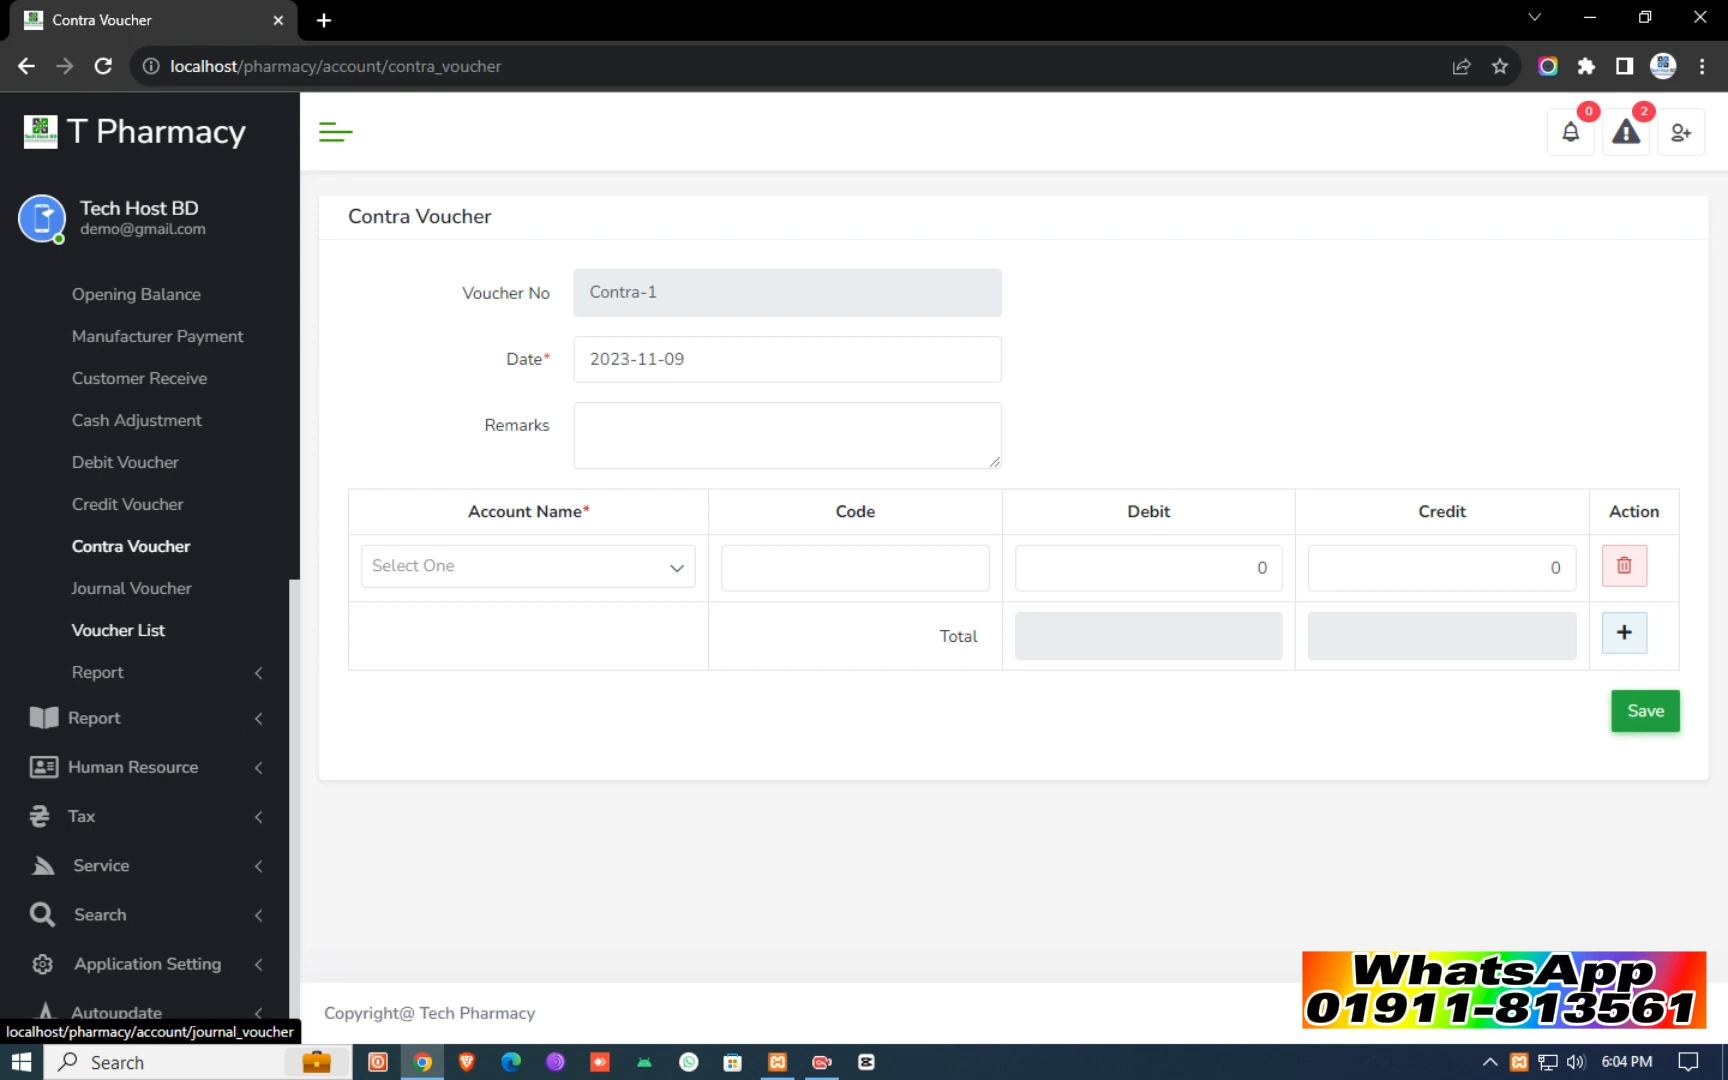 Contra Voucher
localhost/pharmacy/account/contra_voucher
T Pharmacy
0
2
Tech Host BD
demo@gmail.com
Opening Balance
Manufacturer Payment
Customer Receive
Cash Adjustment
Debit Voucher
Credit Voucher
Contra Voucher
Journal Voucher
Voucher List
Report
Report
Human Resource
Tax
Service
Search
Application Setting
Autoupdate
localhost/pharmacy/account/journal_voucher
Contra Voucher
Voucher No Contra-1
Date* 2023-11-09
Remarks
Account Name* Code Debit Credit Action
Select One 0 0
Total
Save
WhatsApp
01911-813561
Copyright@ Tech Pharmacy
Search
6:04 PM